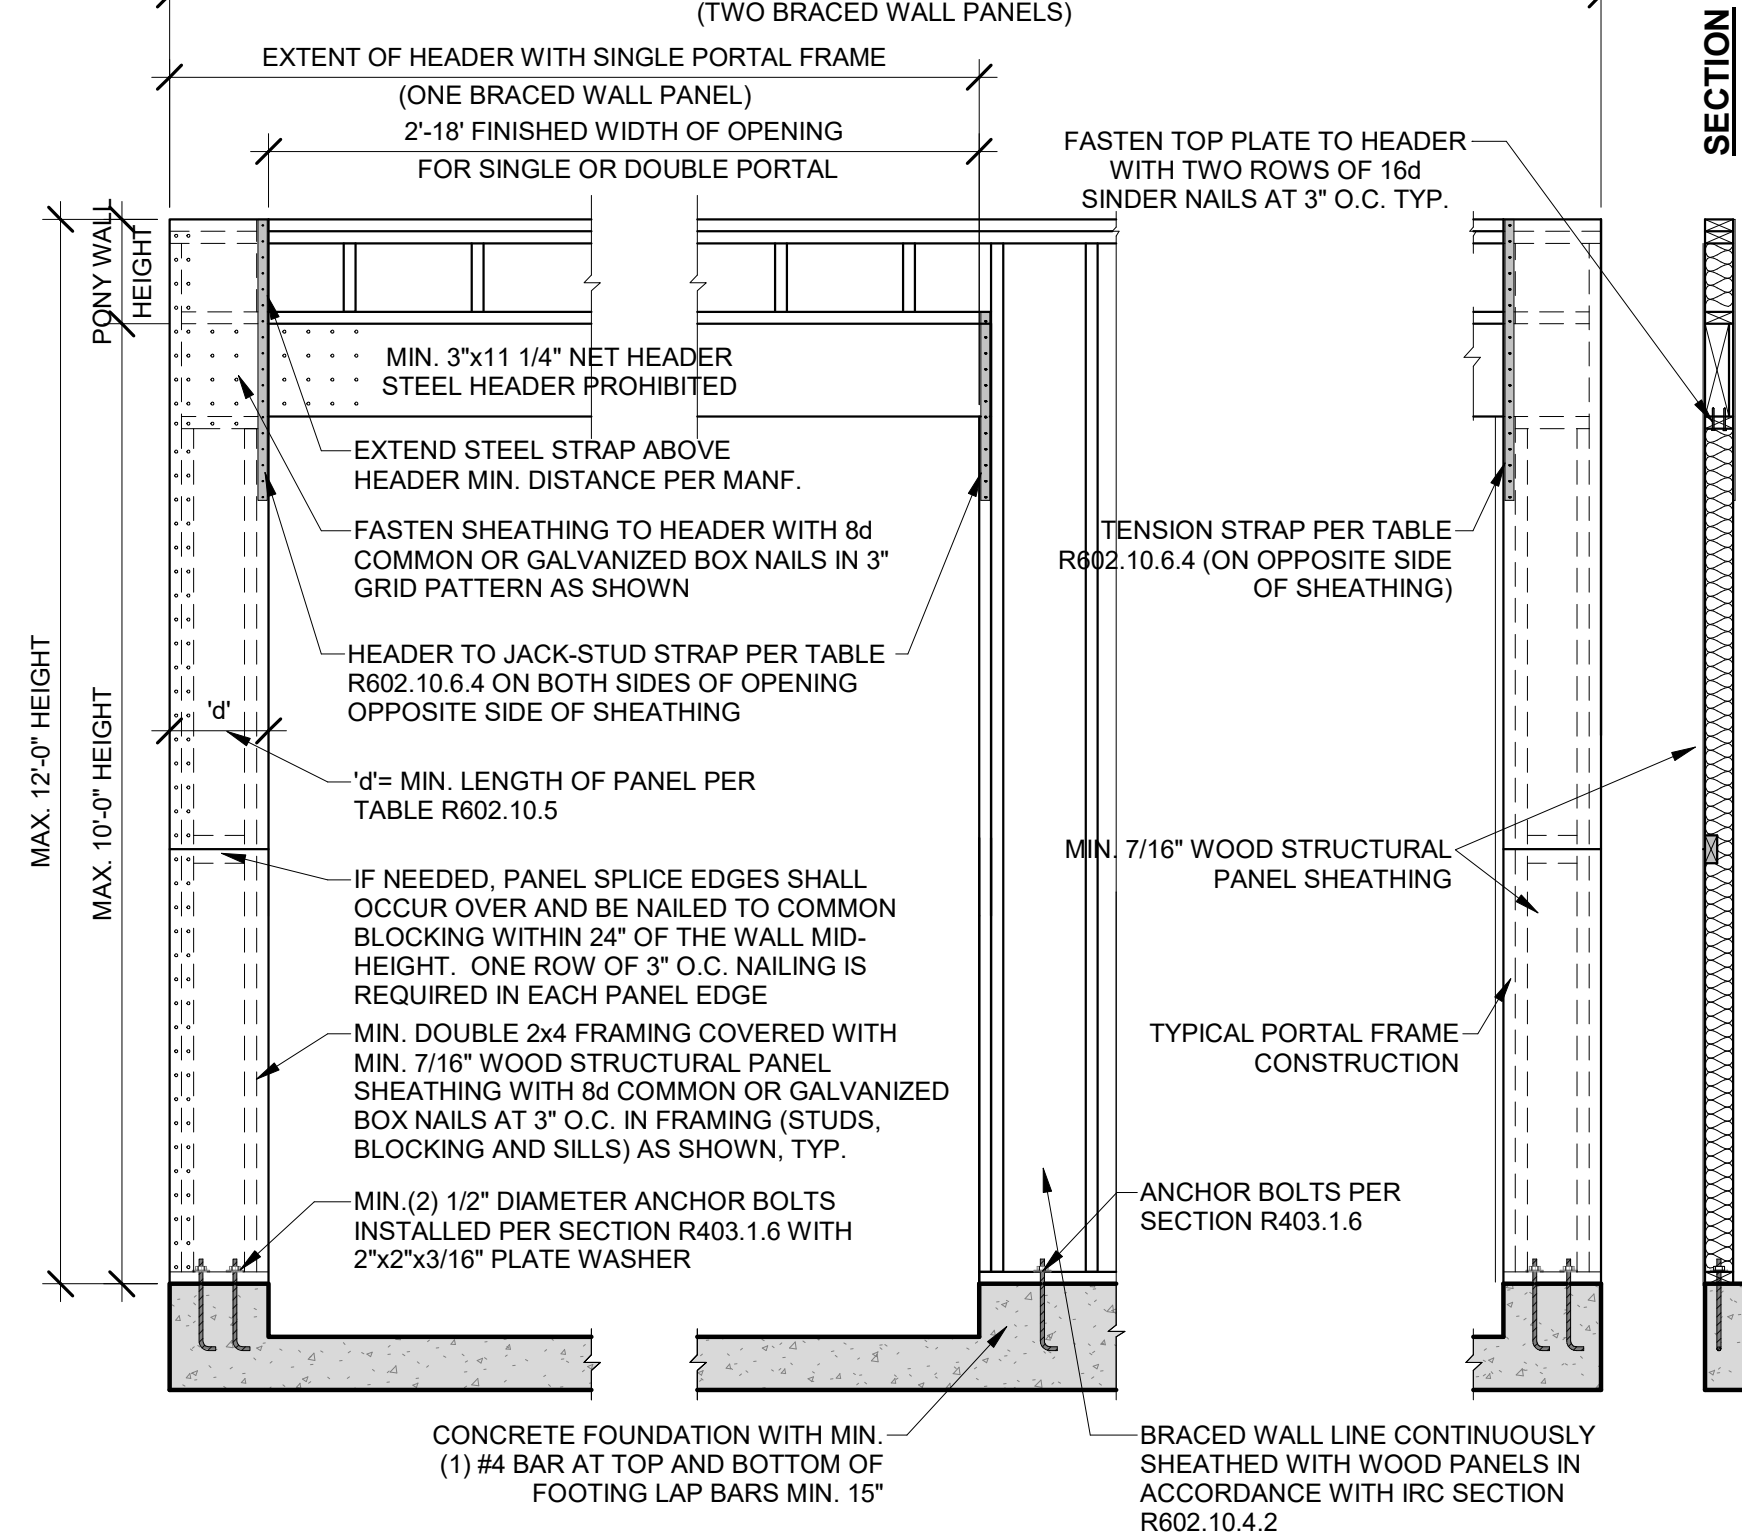 (TWO BRACED WALL PANELS)
EXTENT OF HEADER WITH SINGLE PORTAL FRAME
(ONE BRACED WALL PANEL)
2'-18' FINISHED WIDTH OF OPENING
FOR SINGLE OR DOUBLE PORTAL
FASTEN TOP PLATE TO HEADER
WITH TWO ROWS OF 16d
SINDER NAILS AT 3" O.C. TYP.
SECTION
PONY WALL
HEIGHT
MIN. 3"x11 1/4" NET HEADER
STEEL HEADER PROHIBITED
EXTEND STEEL STRAP ABOVE
HEADER MIN. DISTANCE PER MANF.
FASTEN SHEATHING TO HEADER WITH 8d
COMMON OR GALVANIZED BOX NAILS IN 3"
GRID PATTERN AS SHOWN
TENSION STRAP PER TABLE
R602.10.6.4 (ON OPPOSITE SIDE
OF SHEATHING)
HEADER TO JACK-STUD STRAP PER TABLE
R602.10.6.4 ON BOTH SIDES OF OPENING
OPPOSITE SIDE OF SHEATHING
MAX. 12'-0" HEIGHT
MAX. 10'-0" HEIGHT
'd'
'd'= MIN. LENGTH OF PANEL PER
TABLE R602.10.5
MIN. 7/16" WOOD STRUCTURAL
PANEL SHEATHING
IF NEEDED, PANEL SPLICE EDGES SHALL
OCCUR OVER AND BE NAILED TO COMMON
BLOCKING WITHIN 24" OF THE WALL MID-
HEIGHT. ONE ROW OF 3" O.C. NAILING IS
REQUIRED IN EACH PANEL EDGE
MIN. DOUBLE 2x4 FRAMING COVERED WITH
MIN. 7/16" WOOD STRUCTURAL PANEL
SHEATHING WITH 8d COMMON OR GALVANIZED
BOX NAILS AT 3" O.C. IN FRAMING (STUDS,
BLOCKING AND SILLS) AS SHOWN, TYP.
TYPICAL PORTAL FRAME
CONSTRUCTION
MIN.(2) 1/2" DIAMETER ANCHOR BOLTS
INSTALLED PER SECTION R403.1.6 WITH
2"x2"x3/16" PLATE WASHER
ANCHOR BOLTS PER
SECTION R403.1.6
CONCRETE FOUNDATION WITH MIN.
(1) #4 BAR AT TOP AND BOTTOM OF
FOOTING LAP BARS MIN. 15"
BRACED WALL LINE CONTINUOUSLY
SHEATHED WITH WOOD PANELS IN
ACCORDANCE WITH IRC SECTION
R602.10.4.2